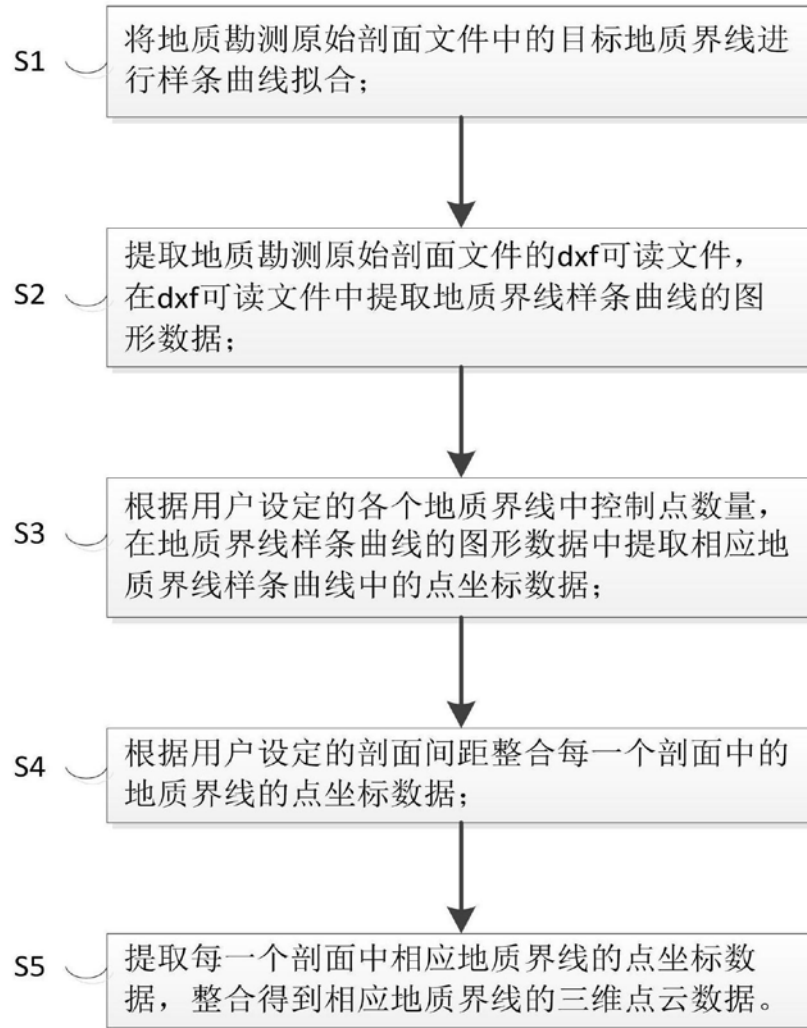 S1
将地质勘测原始剖面文件中的目标地质界线进
行样条曲线拟合；
S2
提取地质勘测原始剖面文件的dxf可读文件，
在dxf可读文件中提取地质界线样条曲线的图
形数据；
S3
根据用户设定的各个地质界线中控制点数量，
在地质界线样条曲线的图形数据中提取相应地
质界线样条曲线中的点坐标数据；
S4
根据用户设定的剖面间距整合每一个剖面中的
地质界线的点坐标数据；
S5
提取每一个剖面中相应地质界线的点坐标数
据，整合得到相应地质界线的三维点云数据。